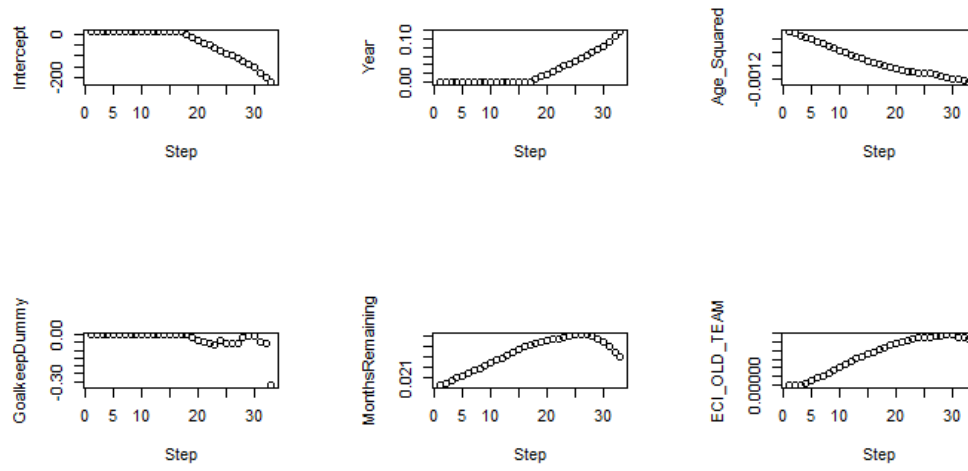 Intercept
-200 0
0 5 10 20 30
Step
Year
0.00 0.10
0 5 10 20 30
Step
Age_Squared
-0.0012
0 5 10 20 30
Step
GoalkeepDummy
-0.30 0.00
0 5 10 20 30
Step
MonthsRemaining
0.021
0 5 10 20 30
Step
ECI_OLD_TEAM
0.00000
0 5 10 20 30
Step